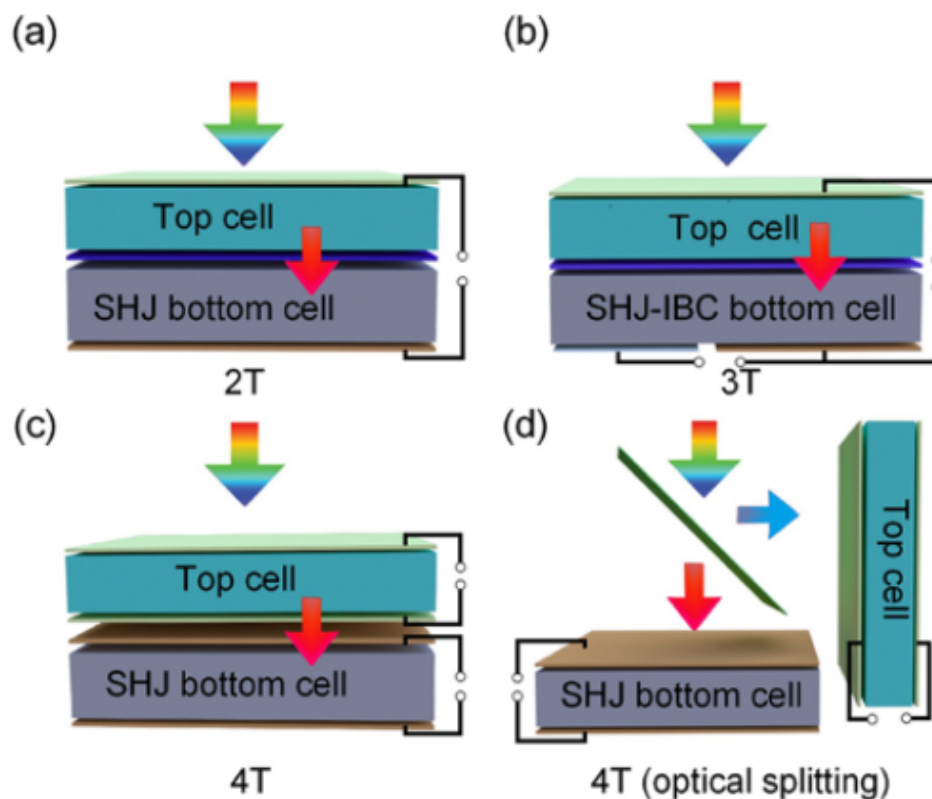 (a)
Top cell
SHJ bottom cell
2T
(b)
Top cell
SHJ-IBC bottom cell
3T
(c)
Top cell
SHJ bottom cell
4T
(d)
Top cell
SHJ bottom cell
4T (optical splitting)